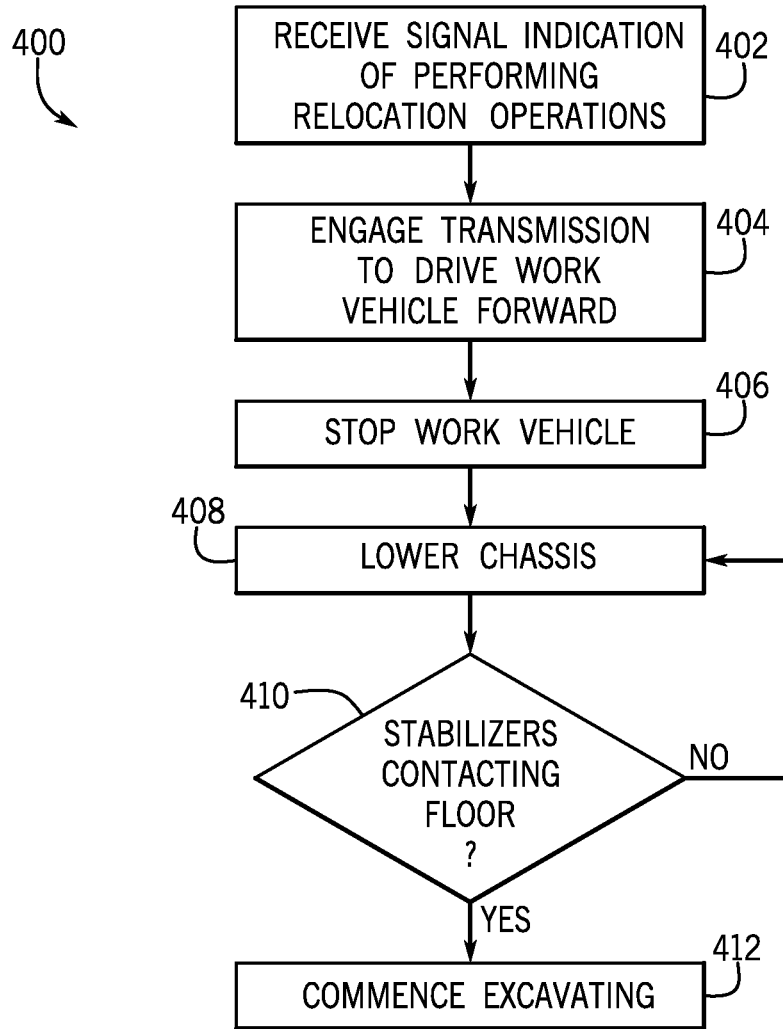 400
RECEIVE SIGNAL INDICATION
OF PERFORMING
RELOCATION OPERATIONS
402
ENGAGE TRANSMISSION
TO DRIVE WORK
VEHICLE FORWARD
404
STOP WORK VEHICLE
406
408
LOWER CHASSIS
410
STABILIZERS
CONTACTING
FLOOR
?
NO
YES
COMMENCE EXCAVATING
412